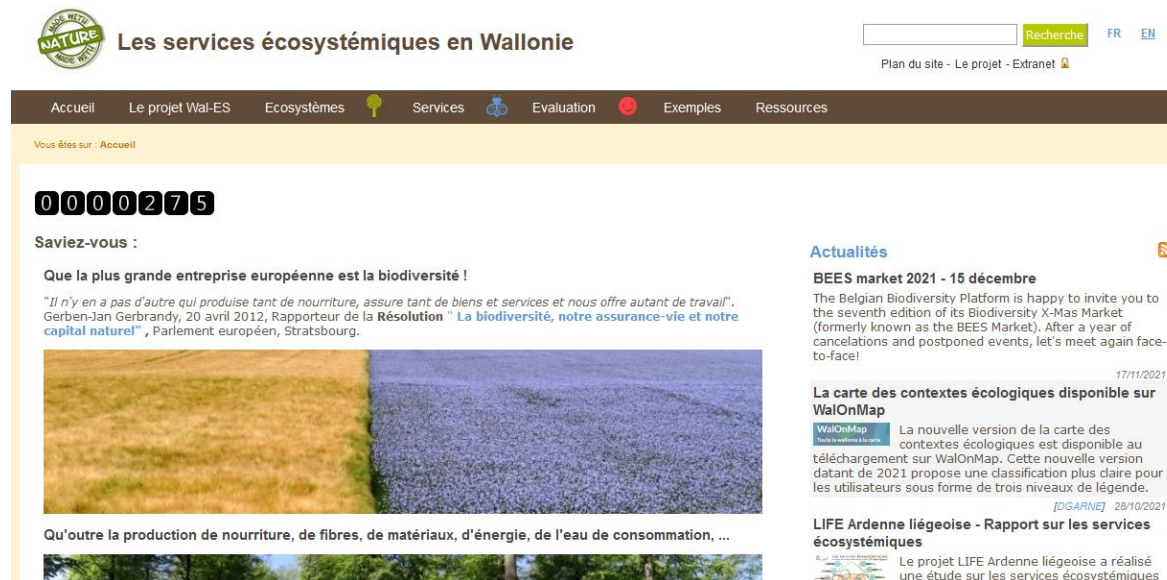 MADE WITH
NATURE
MADE WITH
Les services écosystémiques en Wallonie
Recherche
FR EN
Plan du site - Le projet - Extranet
Accueil Le projet Wal-ES Ecosystèmes Services Evaluation Exemples Ressources
Vous êtes sur : Accueil
0000275
Saviez-vous :
Que la plus grande entreprise européenne est la biodiversité !
"Il n'y en a pas d'autre qui produise tant de nourriture, assure tant de biens et services et nous offre autant de travail".
Gerben-Jan Gerbrandy, 20 avril 2012, Rapporteur de la Résolution " La biodiversité, notre assurance-vie et notre
capital naturel" , Parlement européen, Stratsbourg.
Qu'outre la production de nourriture, de fibres, de matériaux, d'énergie, de l'eau de consommation, ...
Actualités
BEES market 2021 - 15 décembre
The Belgian Biodiversity Platform is happy to invite you to
the seventh edition of its Biodiversity X-Mas Market
(formerly known as the BEES Market). After a year of
cancelations and postponed events, let's meet again face-
to-face!
17/11/2021
La carte des contextes écologiques disponible sur
WalOnMap
WalOnMap
Toute la wallonie à la carte
La nouvelle version de la carte des
contextes écologiques est disponible au
téléchargement sur WalOnMap. Cette nouvelle version
datant de 2021 propose une classification plus claire pour
les utilisateurs sous forme de trois niveaux de légende.
[DGARNE] 28/10/2021
LIFE Ardenne liégeoise - Rapport sur les services
écosystémiques
Le projet LIFE Ardenne liégeoise a réalisé
une étude sur les services écosystémiques